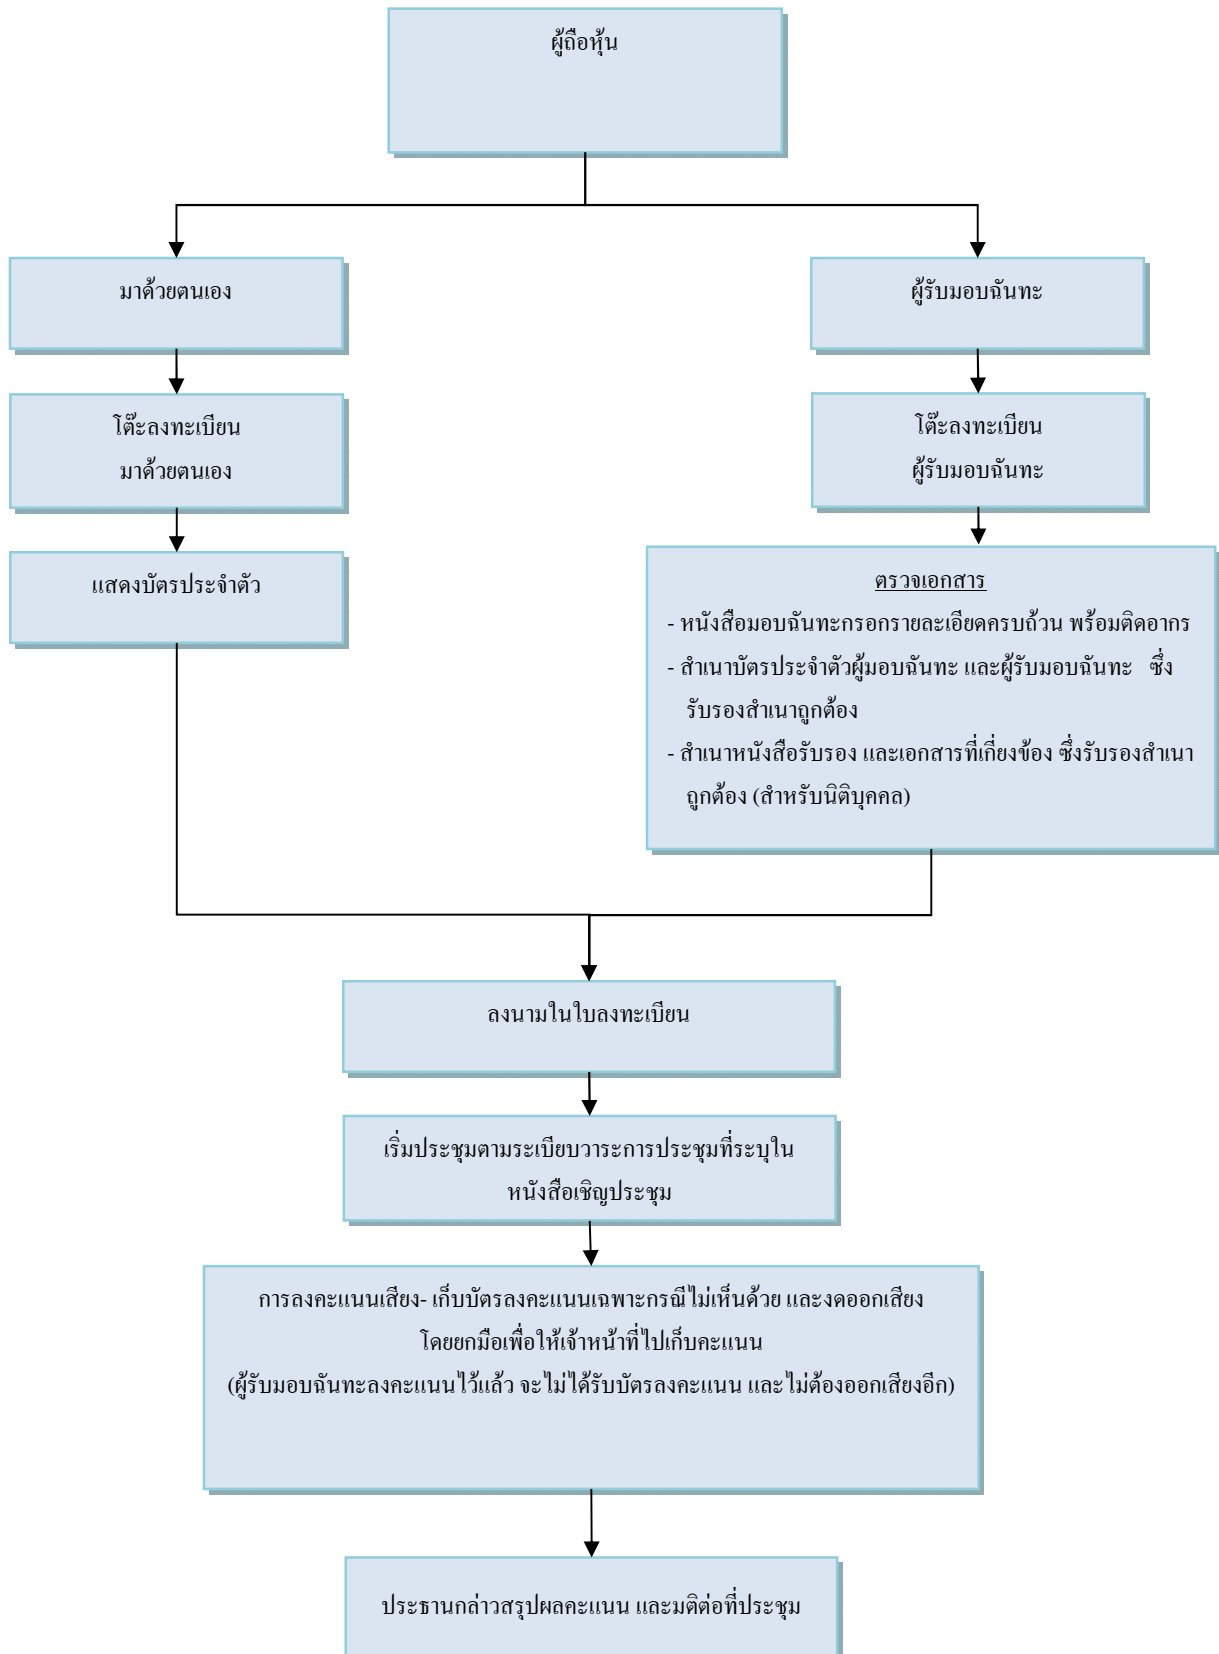 ผู้ถือหุ้น
มาด้วยตนเอง
ผู้รับมอบฉันทะ
โต๊ะลงทะเบียน
มาด้วยตนเอง
โต๊ะลงทะเบียน
ผู้รับมอบฉันทะ
แสดงบัตรประจำตัว
ตรวจเอกสาร
- หนังสือมอบฉันทะกรอกรายละเอียดครบถ้วน พร้อมติดอากร
- สำเนาบัตรประจำตัวผู้มอบฉันทะ และผู้รับมอบฉันทะ ซึ่ง
รับรองสำเนาถูกต้อง
- สำเนาหนังสือรับรอง และเอกสารที่เกี่ยงข้อง ซึ่งรับรองสำเนา
ถูกต้อง (สำหรับนิติบุคคล)
ลงนามในใบลงทะเบียน
เริ่มประชุมตามระเบียบวาระการประชุมที่ระบุใน
หนังสือเชิญประชุม
การลงคะแนนเสียง- เก็บบัตรลงคะแนนเฉพาะกรณีไม่เห็นด้วย และงดออกเสียง
โดยยกมือเพื่อให้เจ้าหน้าที่ไปเก็บคะแนน
(ผู้รับมอบฉันทะลงคะแนนไว้แล้ว จะไม่ได้รับบัตรลงคะแนน และไม่ต้องออกเสียงอีก)
ประธานกล่าวสรุปผลคะแนน และมติต่อที่ประชุม